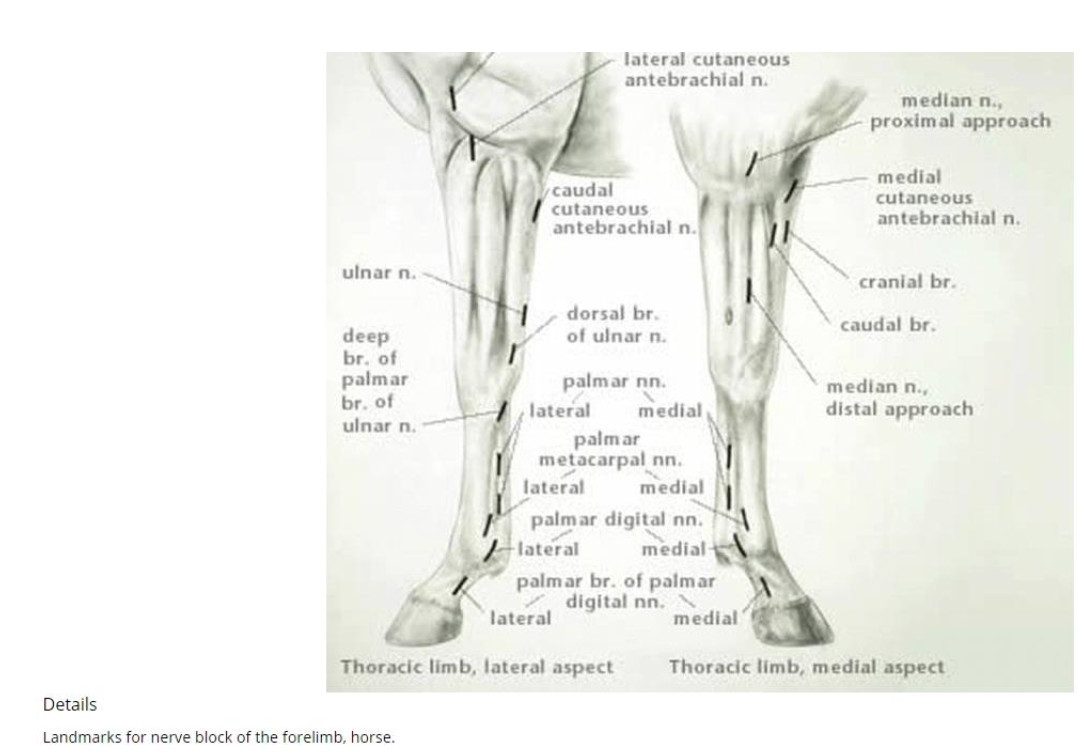 lateral cutaneous
antebrachial n.
median n.,
proximal approach
medial
cutaneous
antebrachial n.
caudal
cutaneous
antebrachial n.
ulnar n.
cranial br.
dorsal br.
of ulnar n.
caudal br.
deep
br. of
palmar
br. of
ulnar n.
median n.,
distal approach
palmar nn.
lateral medial
palmar
metacarpal nn.
lateral medial
palmar digital nn.
lateral medial
palmar br. of palmar
digital nn.
lateral medial
Thoracic limb, lateral aspect
Thoracic limb, medial aspect
Details
Landmarks for nerve block of the forelimb, horse.